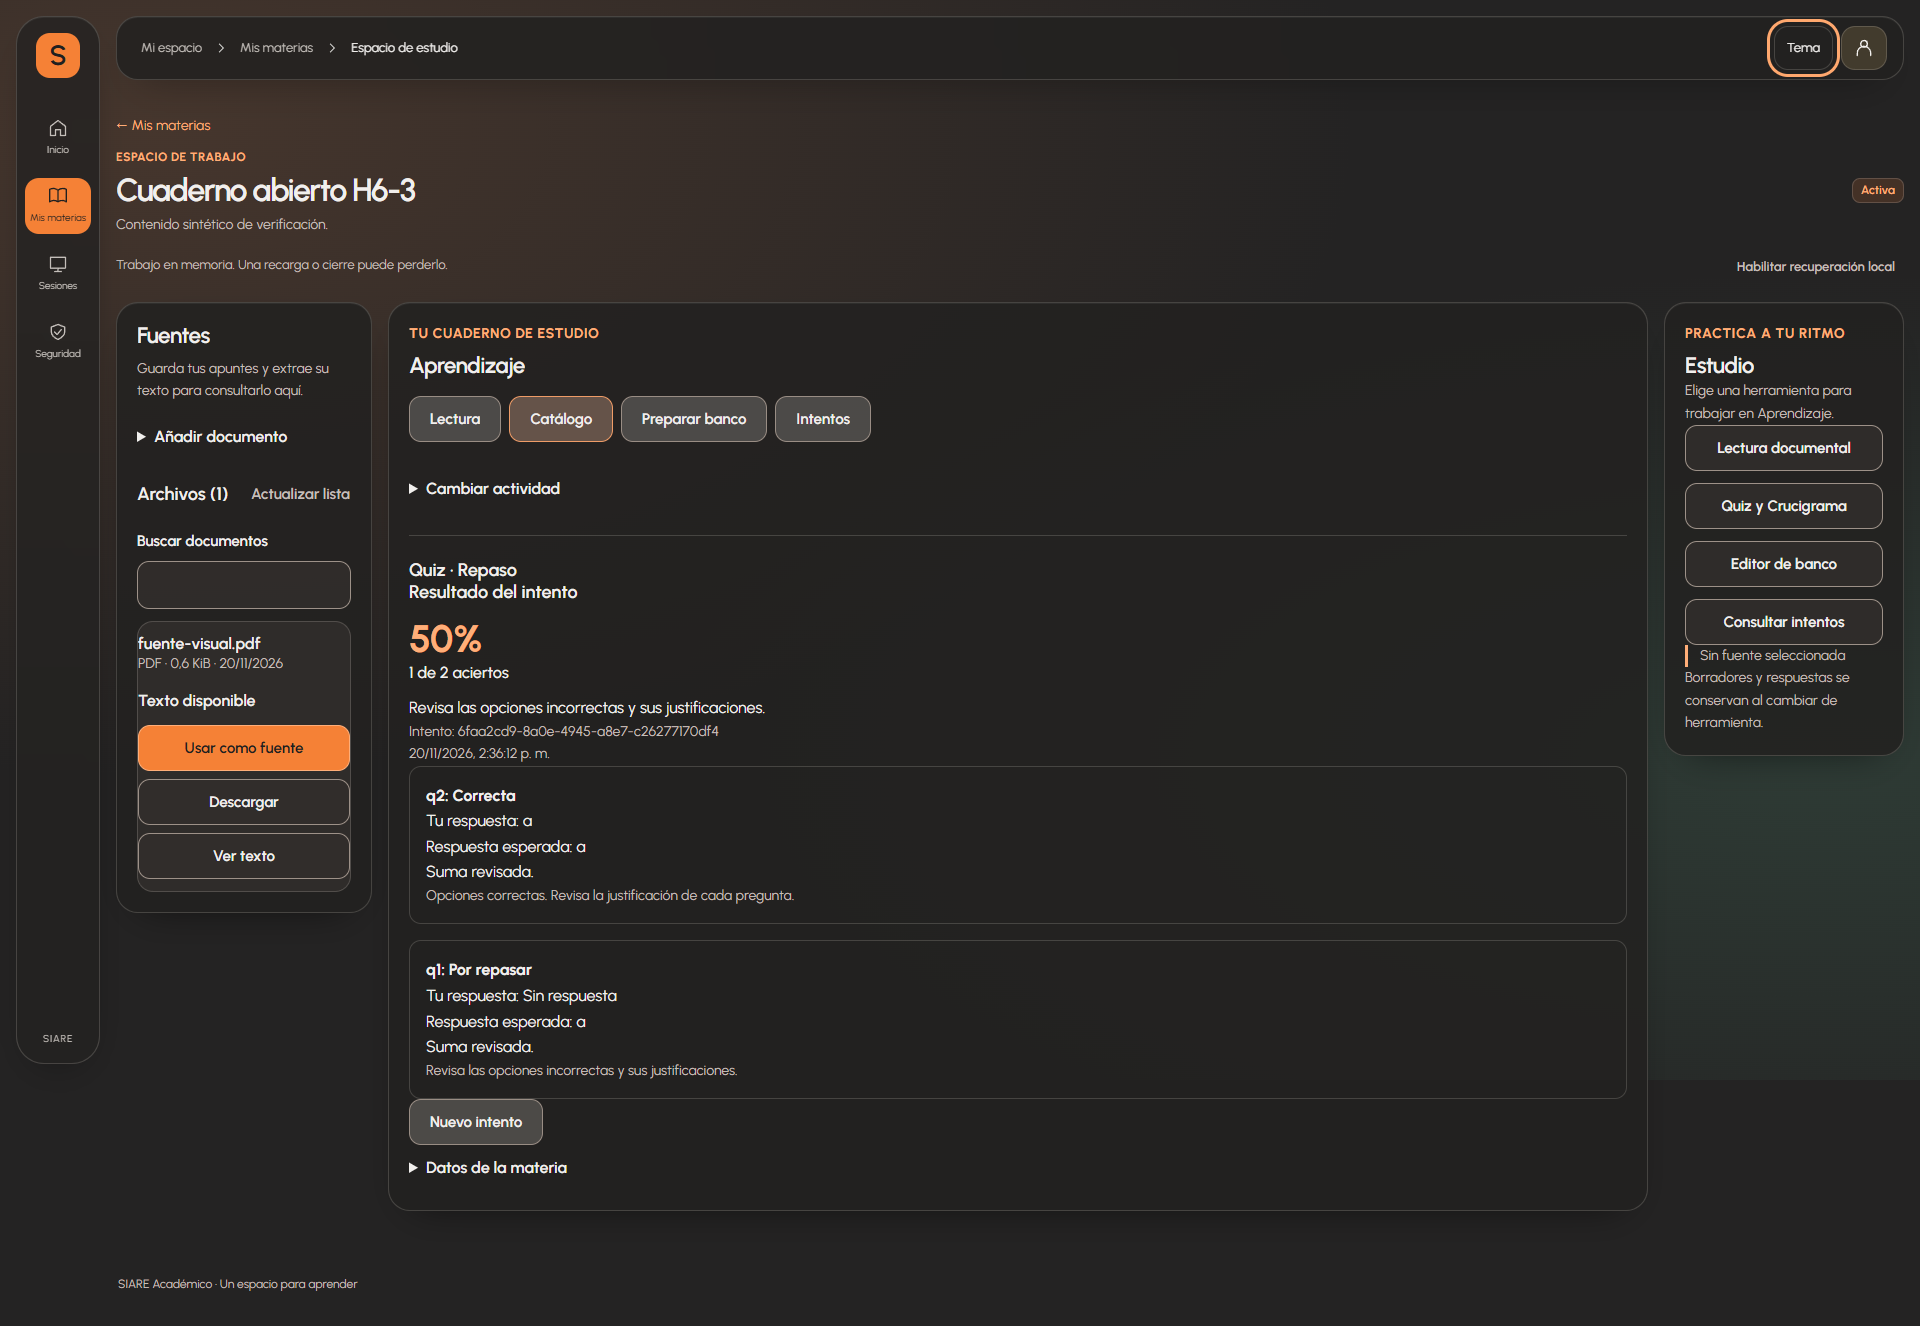 S
Inicio
Mis materias
Sesiones
Seguridad
SIARE
Mi espacio > Mis materias > Espacio de estudio
Tema
← Mis materias
ESPACIO DE TRABAJO
Cuaderno abierto H6-3
Activa
Contenido sintético de verificación.
Trabajo en memoria. Una recarga o cierre puede perderlo.
Habilitar recuperación local
Fuentes
Guarda tus apuntes y extrae su
texto para consultarlo aquí.
Añadir documento
Archivos (1)
Actualizar lista
Buscar documentos
fuente-visual.pdf
PDF · 0,6 KiB · 20/11/2026
Texto disponible
Usar como fuente
Descargar
Ver texto
TU CUADERNO DE ESTUDIO
Aprendizaje
Lectura
Catálogo
Preparar banco
Intentos
Cambiar actividad
Quiz · Repaso
Resultado del intento
50%
1 de 2 aciertos
Revisa las opciones incorrectas y sus justificaciones.
Intento: 6faa2cd9-8a0e-4945-a8e7-c26277170df4
20/11/2026, 2:36:12 p. m.
q2: Correcta
Tu respuesta: a
Respuesta esperada: a
Suma revisada.
Opciones correctas. Revisa la justificación de cada pregunta.
q1: Por repasar
Tu respuesta: Sin respuesta
Respuesta esperada: a
Suma revisada.
Revisa las opciones incorrectas y sus justificaciones.
Nuevo intento
Datos de la materia
PRACTICA A TU RITMO
Estudio
Elige una herramienta para
trabajar en Aprendizaje.
Lectura documental
Quiz y Crucigrama
Editor de banco
Consultar intentos
Sin fuente seleccionada
Borradores y respuestas se
conservan al cambiar de
herramienta.
SIARE Académico · Un espacio para aprender